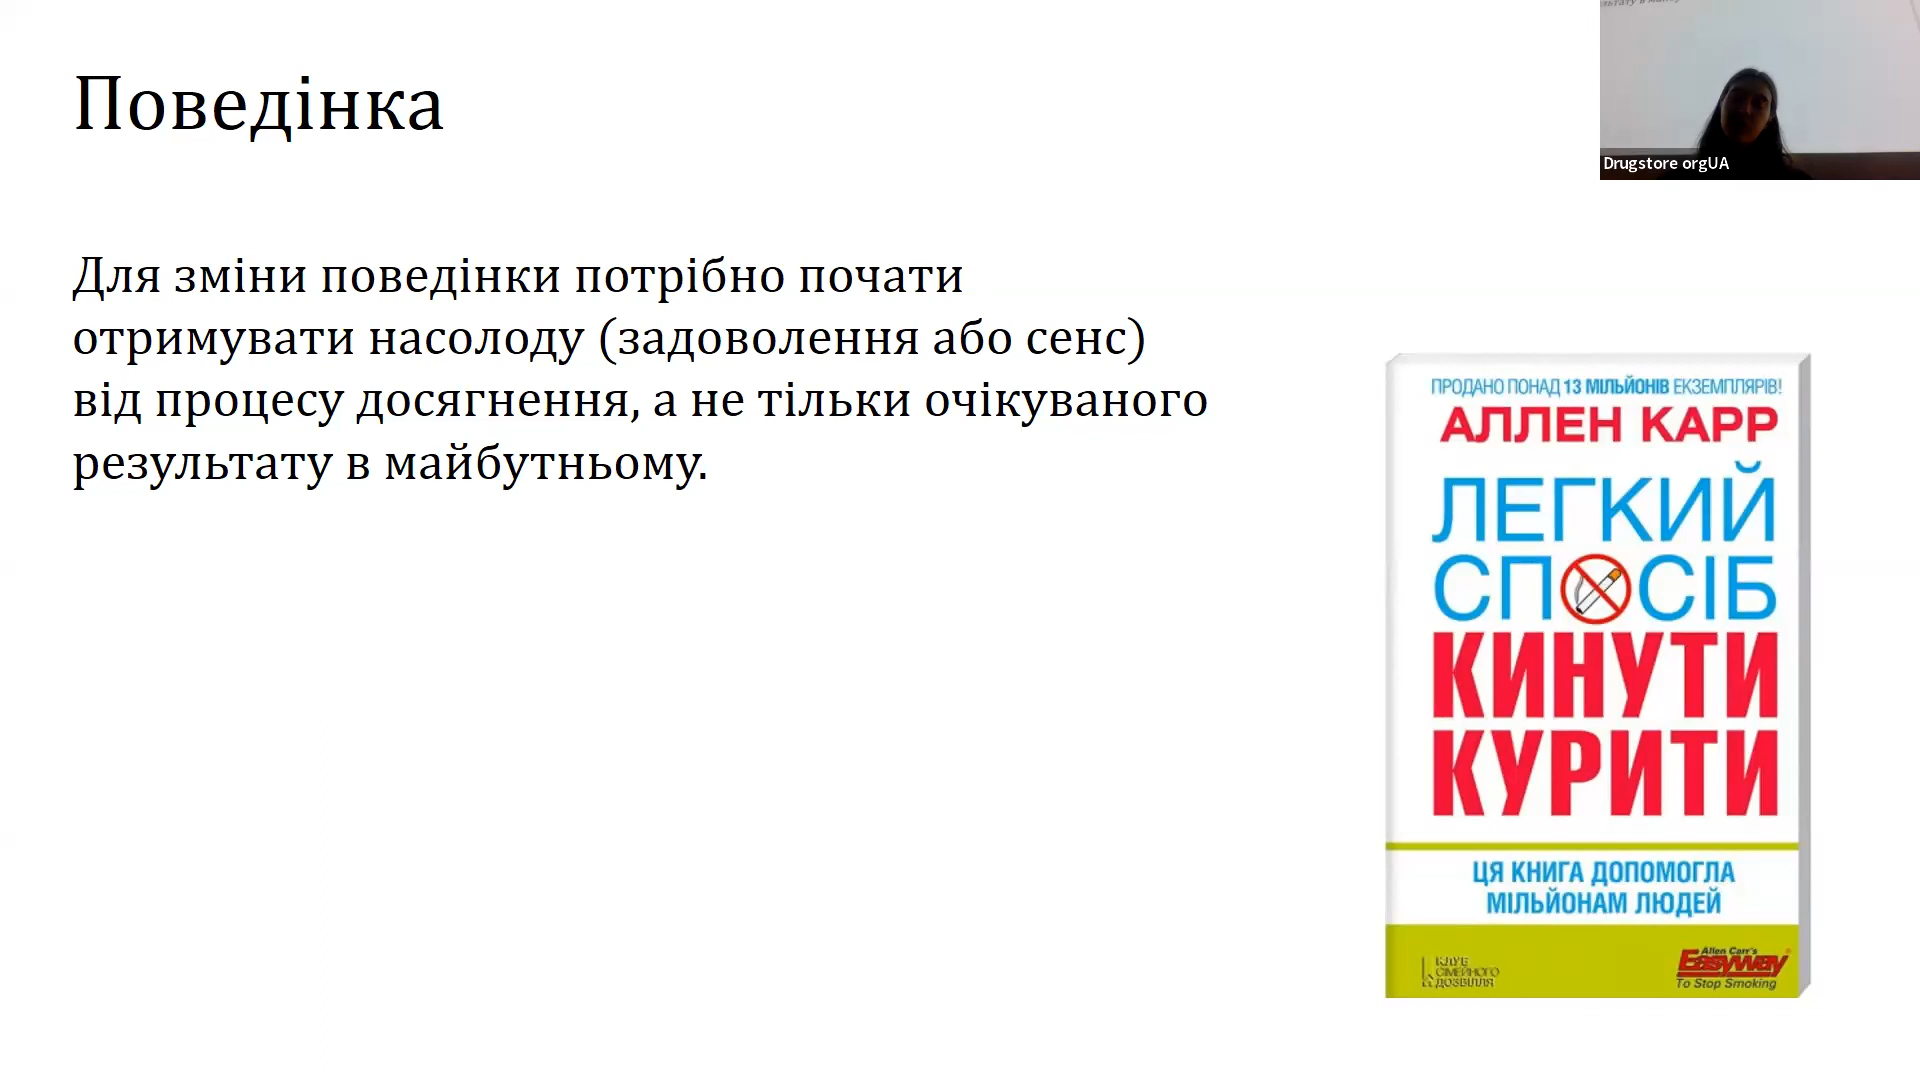 Поведінка
Для зміни поведінки потрібно почати
отримувати насолоду (задоволення або сенс)
від процесу досягнення, а не тільки очікуваного
результату в майбутньому.
Drugstore orgUA
ПРОДАНО ПОНАД 13 МІЛЬЙОНІВ ЕКЗЕМПЛЯРІВ!
АЛЛЕН КАРР
ЛЕГКИЙ
СПОСІБ
КИНУТИ
КУРИТИ
ЦЯ КНИГА ДОПОМОГЛА
МІЛЬЙОНАМ ЛЮДЕЙ
КЛУБ
СІМЕЙНОГО
ДОЗВІЛЛЯ
Allen Carr's
Easyway
To Stop Smoking